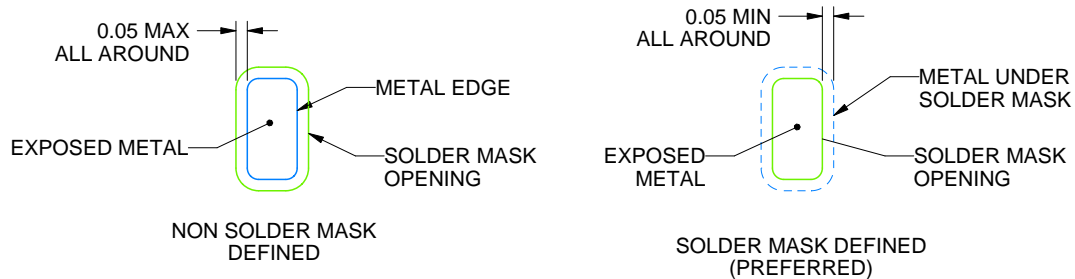 0.05 MAX
ALL AROUND
METAL EDGE
EXPOSED METAL
SOLDER MASK
OPENING
NON SOLDER MASK
DEFINED
0.05 MIN
ALL AROUND
METAL UNDER
SOLDER MASK
EXPOSED
METAL
SOLDER MASK
OPENING
SOLDER MASK DEFINED
(PREFERRED)